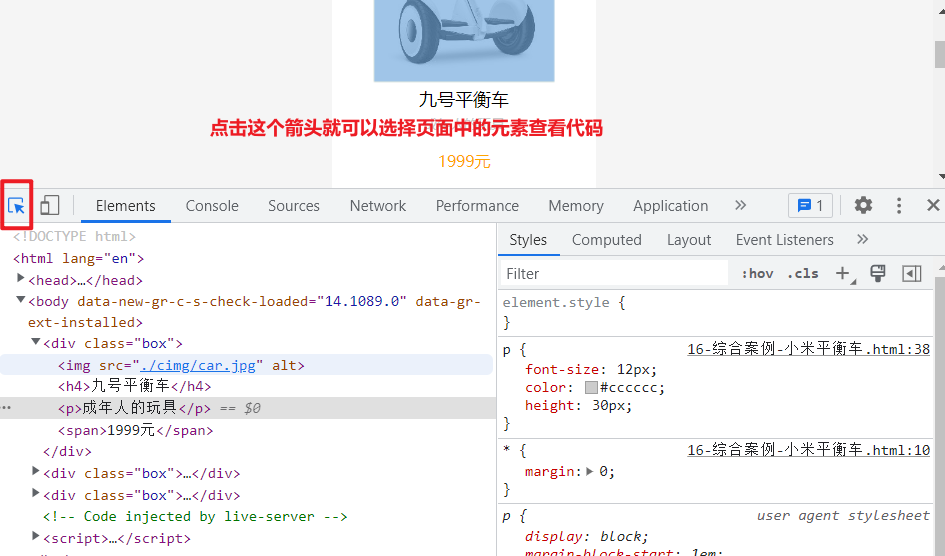 九号平衡车
点击这个箭头就可以选择页面中的元素查看代码
1999元
Elements Console Sources Network Performance Memory Application » 1
<!DOCTYPE html>
<html lang="en">
<head>…</head>
<body data-new-gr-c-s-check-loaded="14.1089.0" data-gr-
ext-installed>
<div class="box">
<img src="./cimg/car.jpg" alt>
<h4>九号平衡车</h4>
<p>成年人的玩具</p> == $0
<span>1999元</span>
</div>
<div class="box">…</div>
<div class="box">…</div>
<!-- Code injected by live-server -->
<script>…</script>
Styles Computed Layout Event Listeners »
Filter :hov .cls +
element.style {
}
p { 16-综合案例-小米平衡车.html:38
font-size: 12px;
color: #cccccc;
height: 30px;
}
* { 16-综合案例-小米平衡车.html:10
margin: 0;
}
p { user agent stylesheet
display: block;
margin-block-start: 1em;